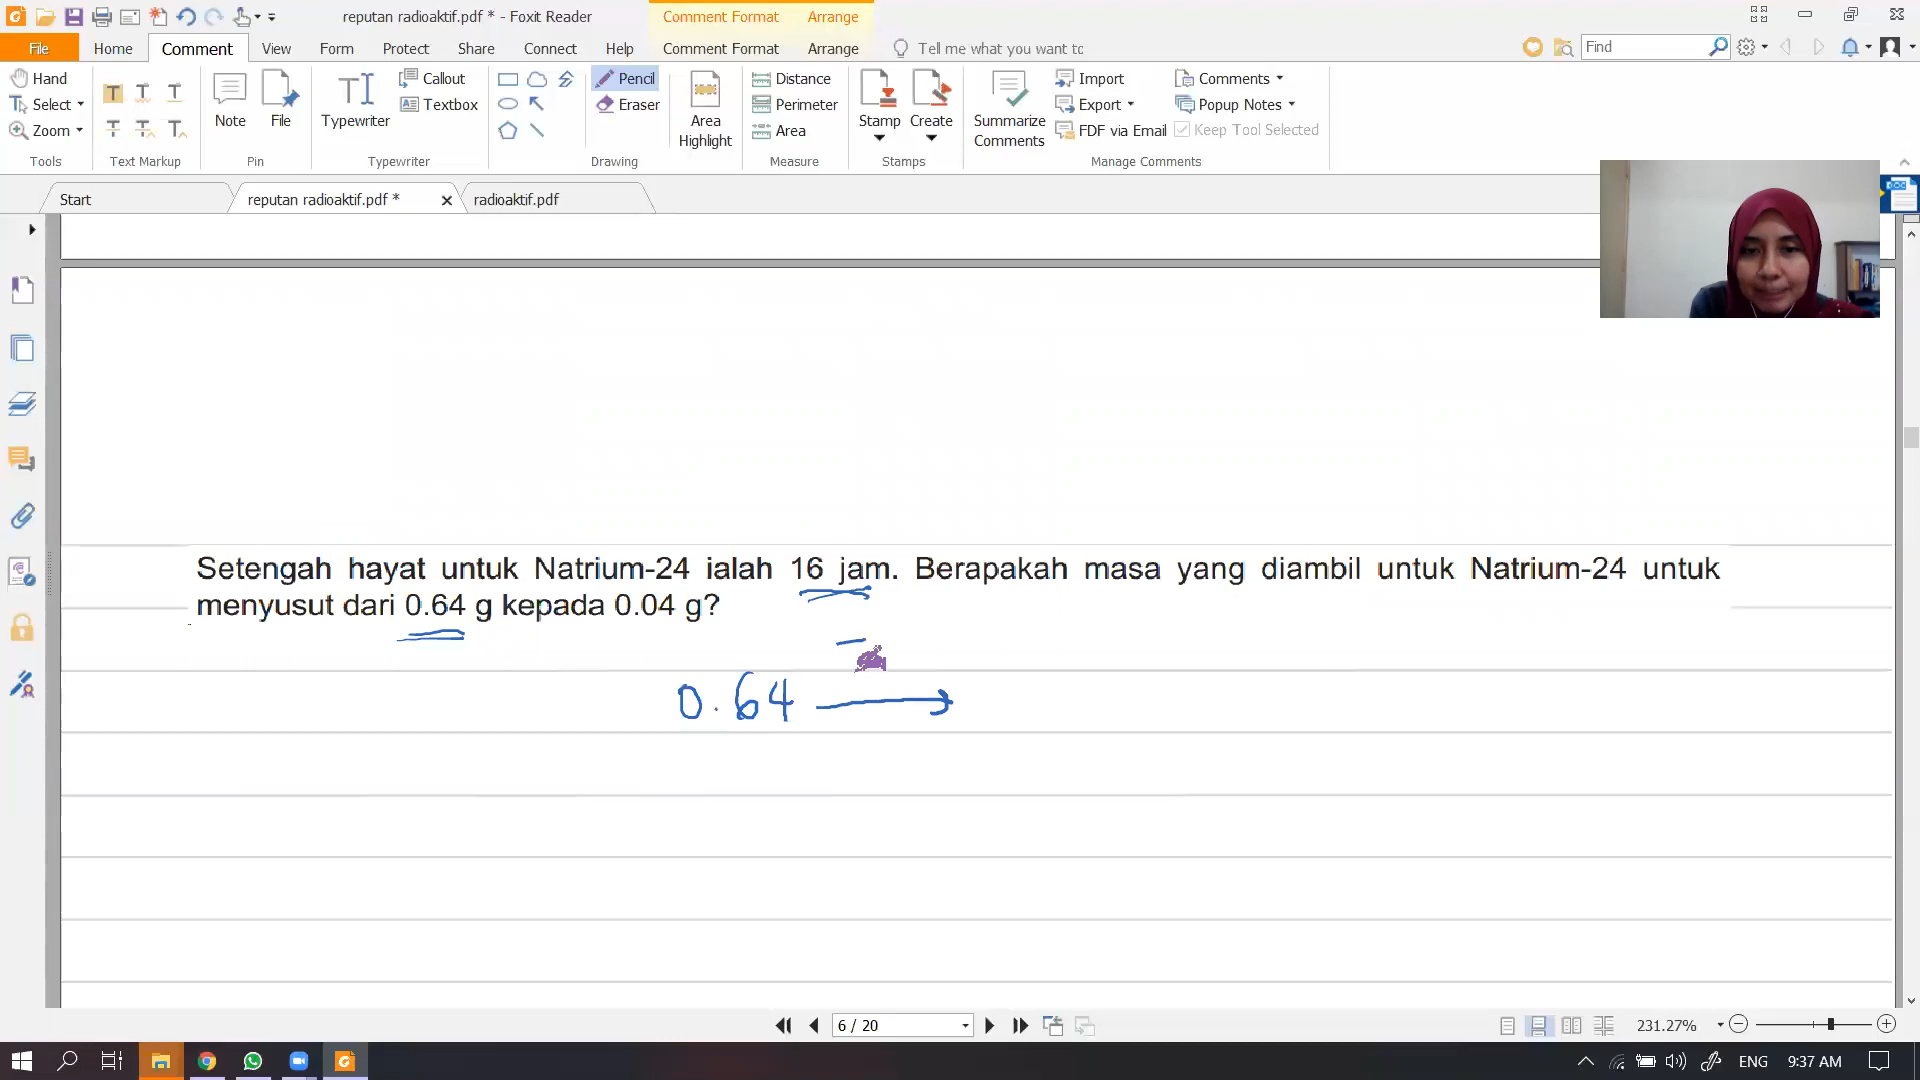 reputan radioaktif.pdf * - Foxit Reader
Comment Format
Arrange
File
Home
Comment
View
Form
Protect
Share
Connect
Help
Comment Format
Arrange
Tell me what you want to
Find
Hand
Select
Zoom
Tools
Text Markup
Note
File
Pin
Typewriter
Callout
Textbox
Typewriter
Pencil
Eraser
Drawing
Area
Highlight
Distance
Perimeter
Area
Measure
Stamp
Create
Stamps
Summarize
Comments
Import
Export
FDF via Email
Comments
Popup Notes
Keep Tool Selected
Manage Comments
Start
reputan radioaktif.pdf *
radioaktif.pdf
Setengah hayat untuk Natrium-24 ialah 16 jam. Berapakah masa yang diambil untuk Natrium-24 untuk
menyusut dari 0.64 g kepada 0.04 g?
0.64
6 / 20
231.27%
ENG
9:37 AM